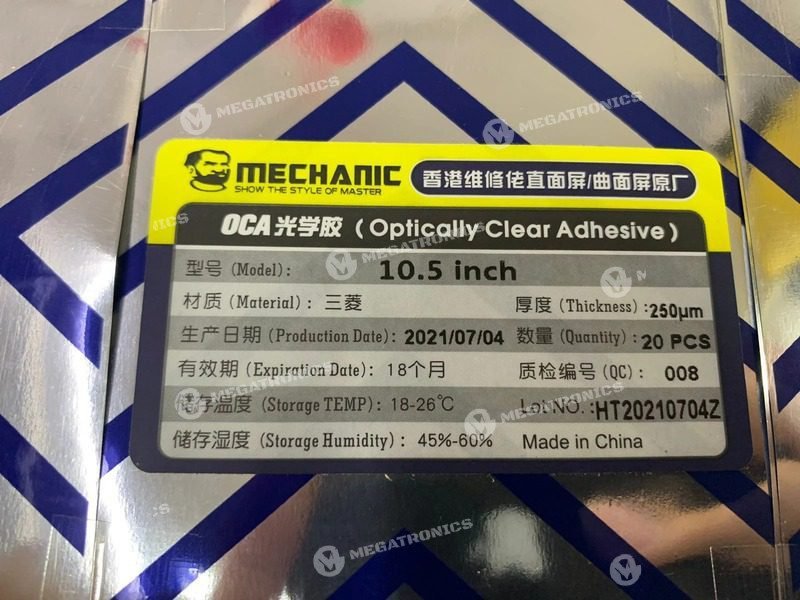 MEGATRONICS
MEGATRONICS
MECHANIC
SHOW THE STYLE OF MASTER
香港维修佬直面屏/曲面屏原厂
OCA光学胶 ( Optically Clear Adhesive )
型号 (Model): 10.5 inch
材质 (Material): 三菱
厚度 (Thickness): 250μm
生产日期 (Production Date): 2021/07/04
数量 (Quantity): 20 PCS
有效期 (Expiration Date): 18个月
质检编号 (QC): 008
储存温度 (Storage TEMP): 18-26℃
Lot NO.: HT20210704Z
储存湿度 (Storage Humidity): 45%-60%
Made in China
MEGATRONICS
MEGATRONICS
MEGATRONICS
MEGATRONICS